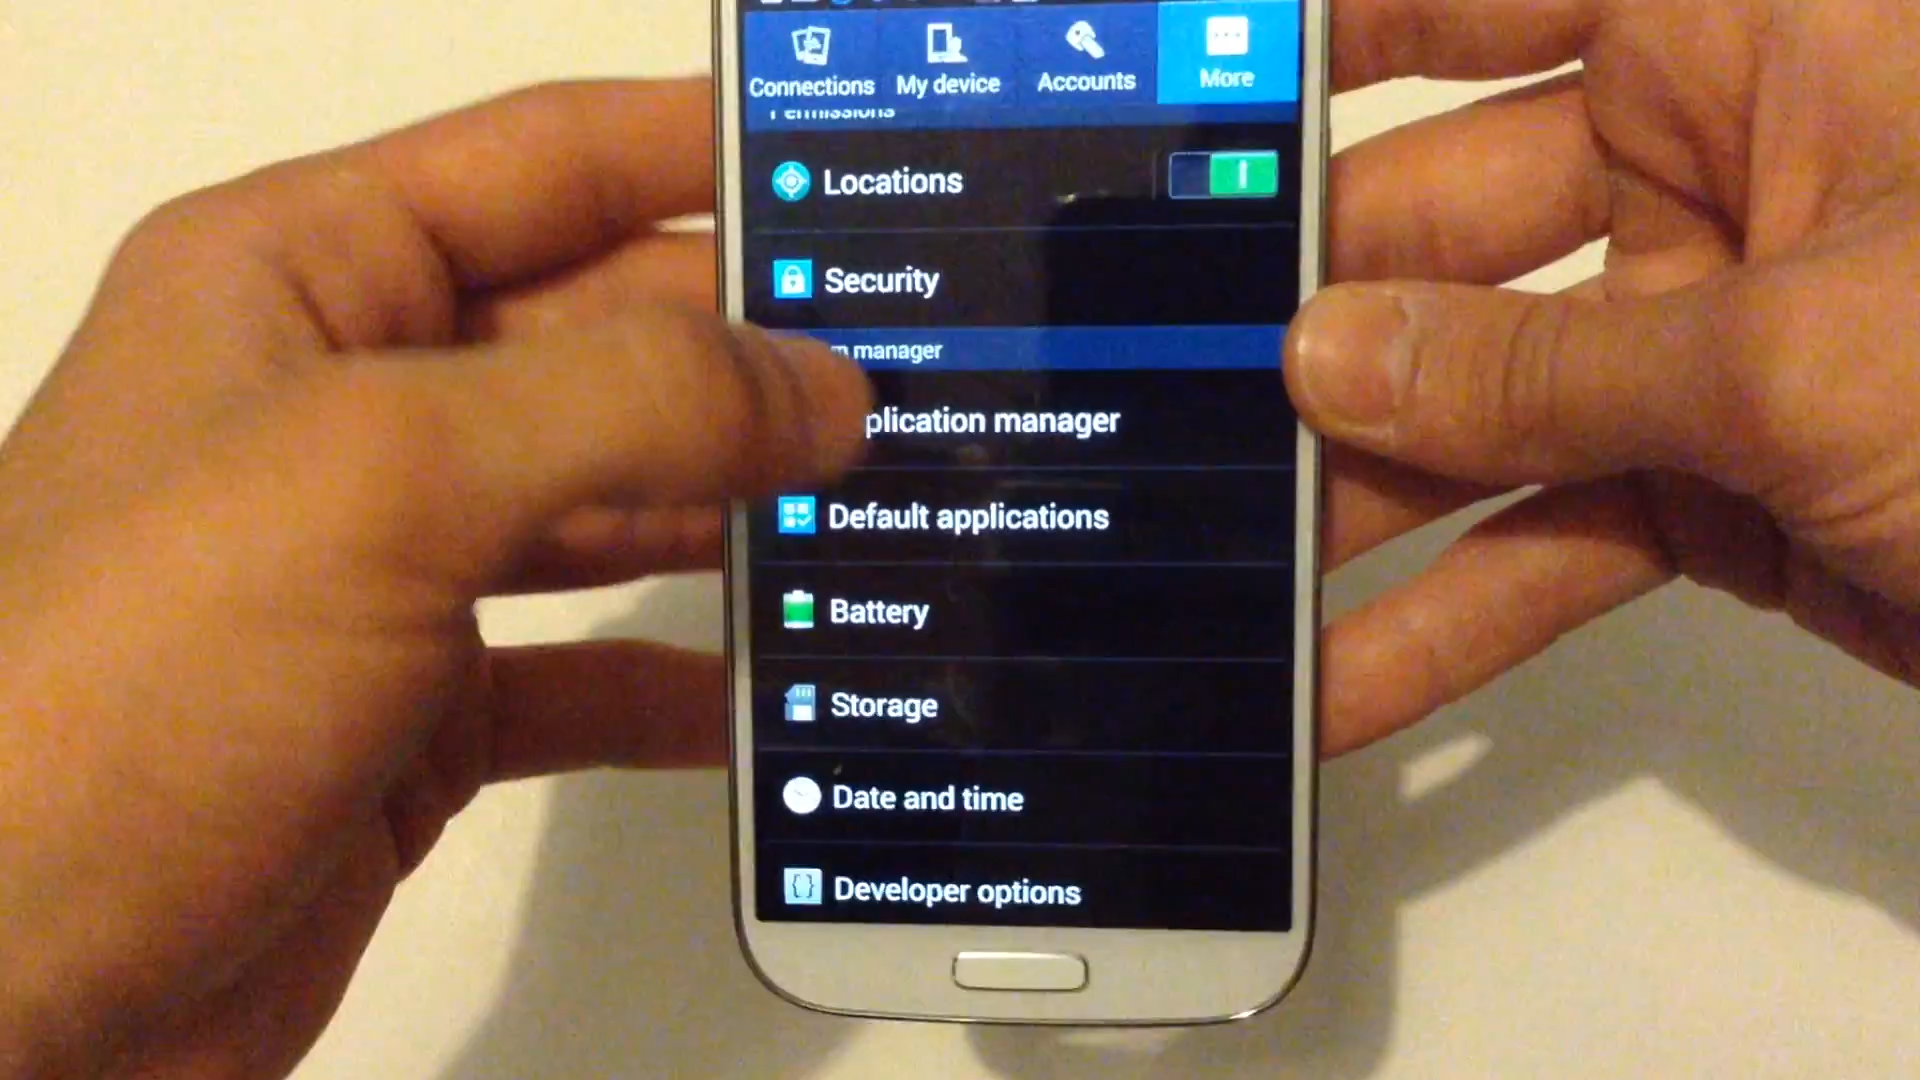 Connections
My device
Accounts
More
Permissions
Locations
Security
m manager
plication manager
Default applications
Battery
Storage
Date and time
Developer options